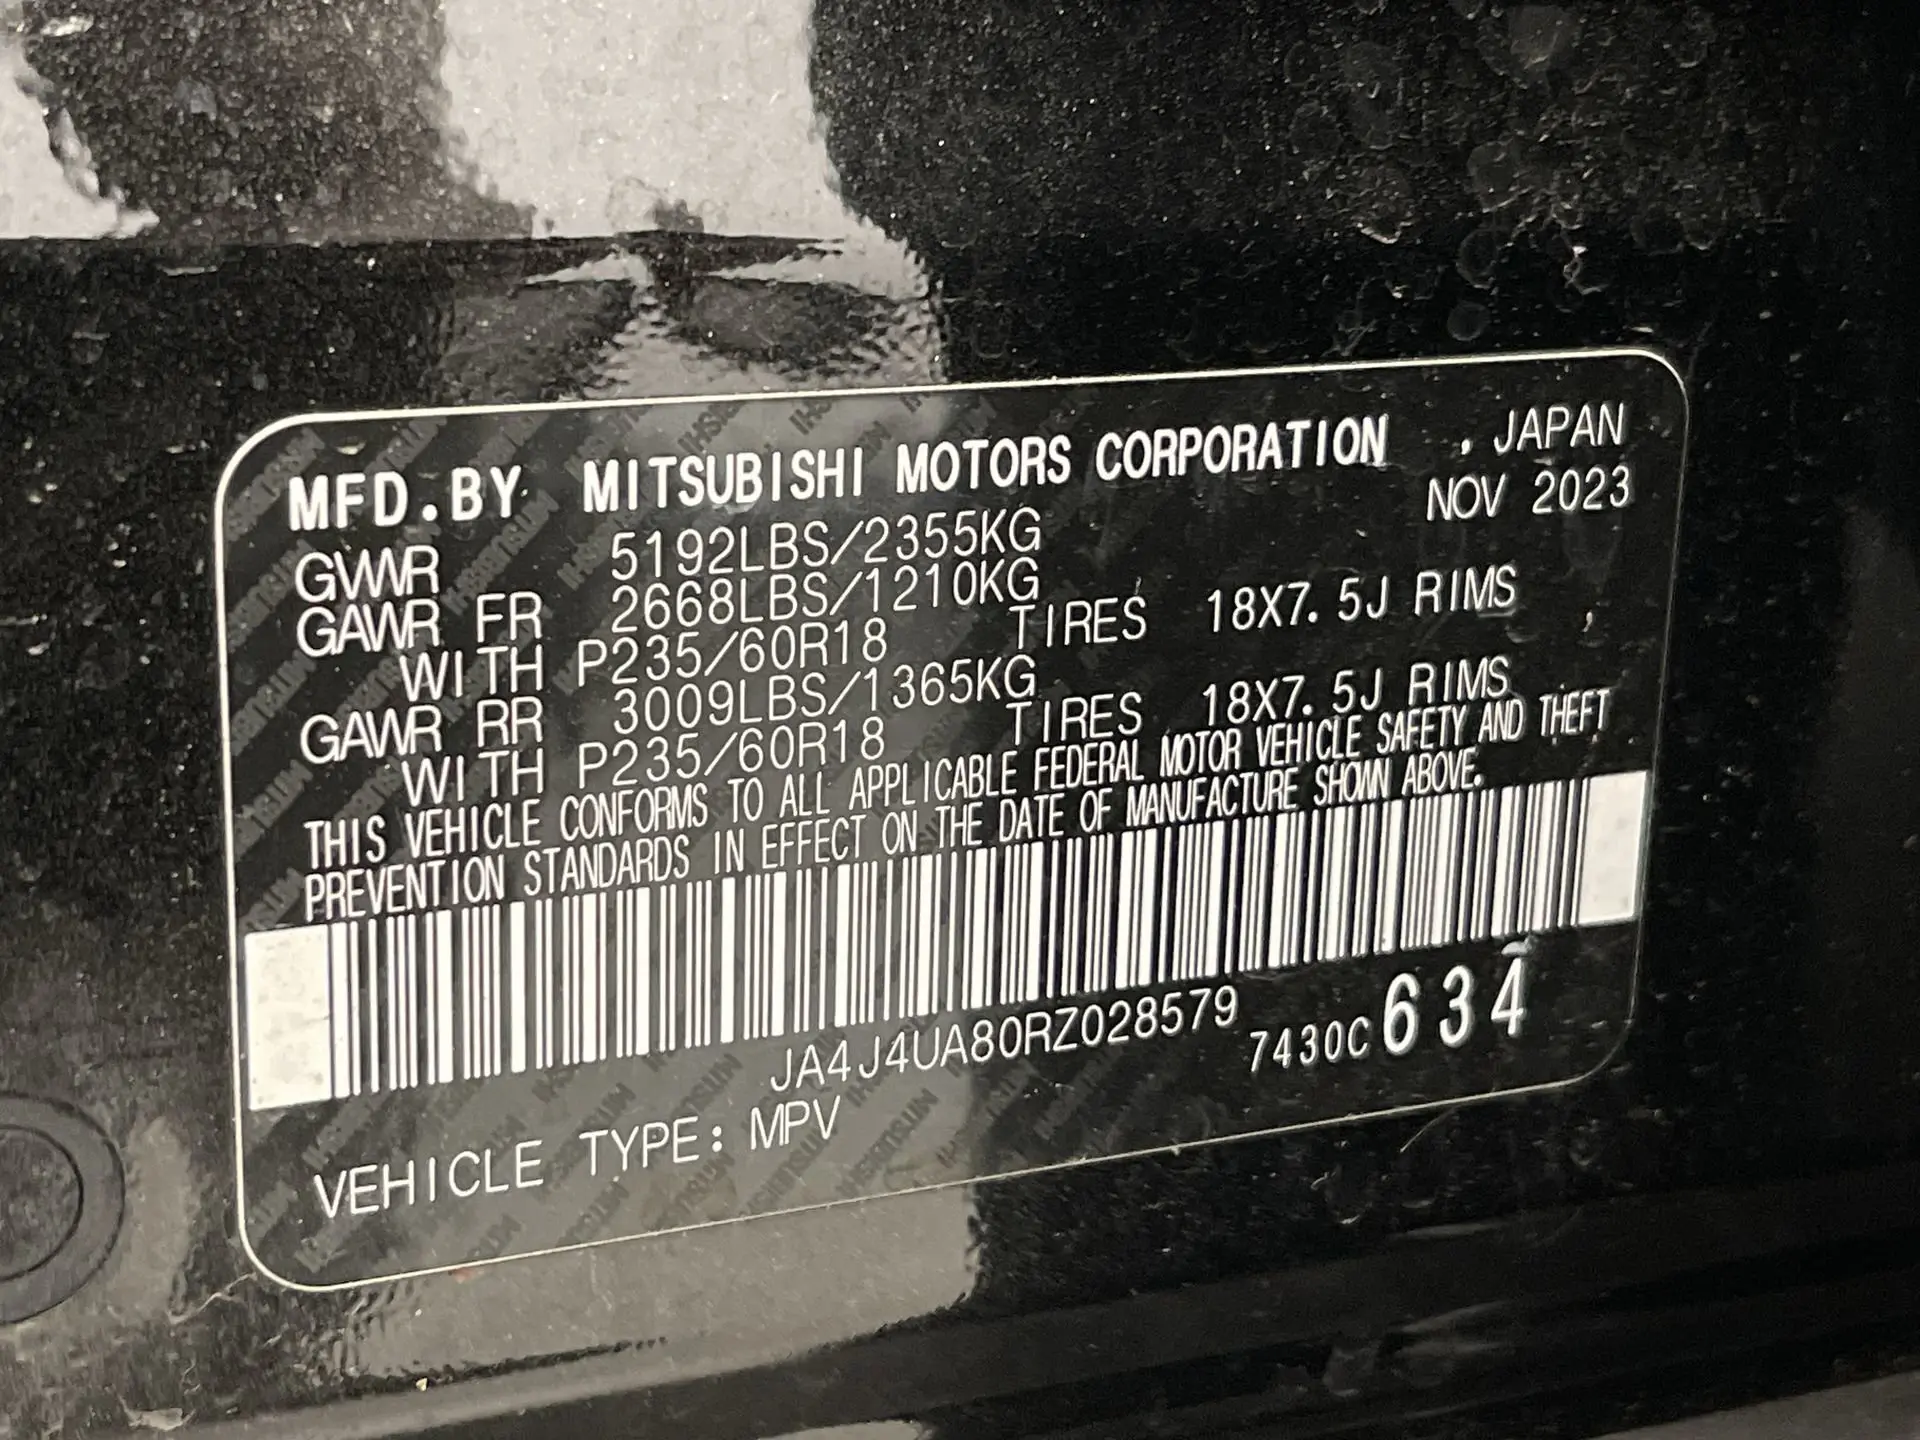 MFD.BY MITSUBISHI MOTORS CORPORATION , JAPAN
NOV 2023
GVWR 5192LBS/2355KG
GAWR FR 2668LBS/1210KG
WITH P235/60R18 TIRES 18X7.5J RIMS ,
GAWR RR 3009LBS/1365KG
WITH P235/60R18 TIRES 18X7.5J RIMS
THIS VEHICLE CONFORMS TO ALL APPLICABLE FEDERAL MOTOR VEHICLE SAFETY AND THEFT
PREVENTION STANDARDS IN EFFECT ON THE DATE OF MANUFACTURE SHOWN ABOVE.
JA4J4UA80RZ028579 7430C 634
VEHICLE TYPE: MPV